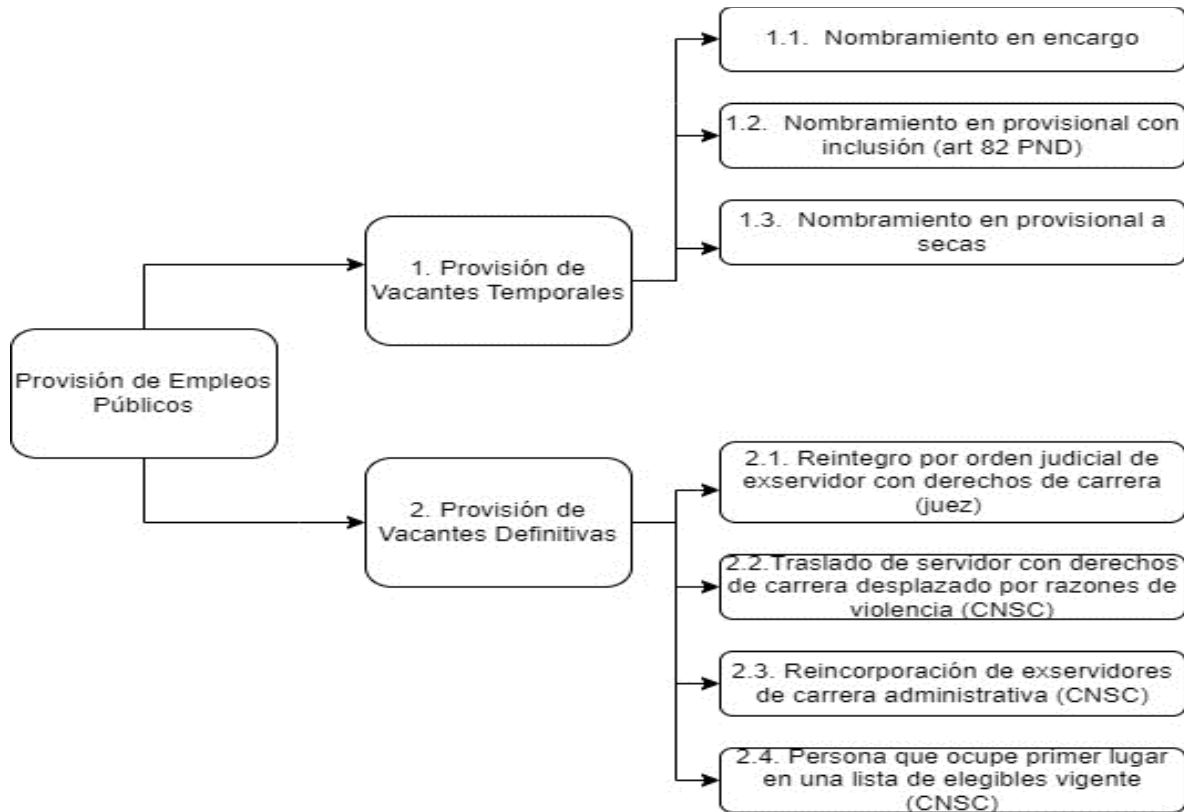 1.1. Nombramiento en encargo
1.2. Nombramiento en provisional con
inclusión (art 82 PND)
1.3. Nombramiento en provisional a
secas
1. Provisión de
Vacantes Temporales
Provisión de Empleos
Públicos
2. Provisión de
Vacantes Definitivas
2.1. Reintegro por orden judicial de
exservidor con derechos de carrera
(juez)
2.2.Traslado de servidor con derechos
de carrera desplazado por razones de
violencia (CNSC)
2.3. Reincorporación de exservidores
de carrera administrativa (CNSC)
2.4. Persona que ocupe primer lugar
en una lista de elegibles vigente
(CNSC)